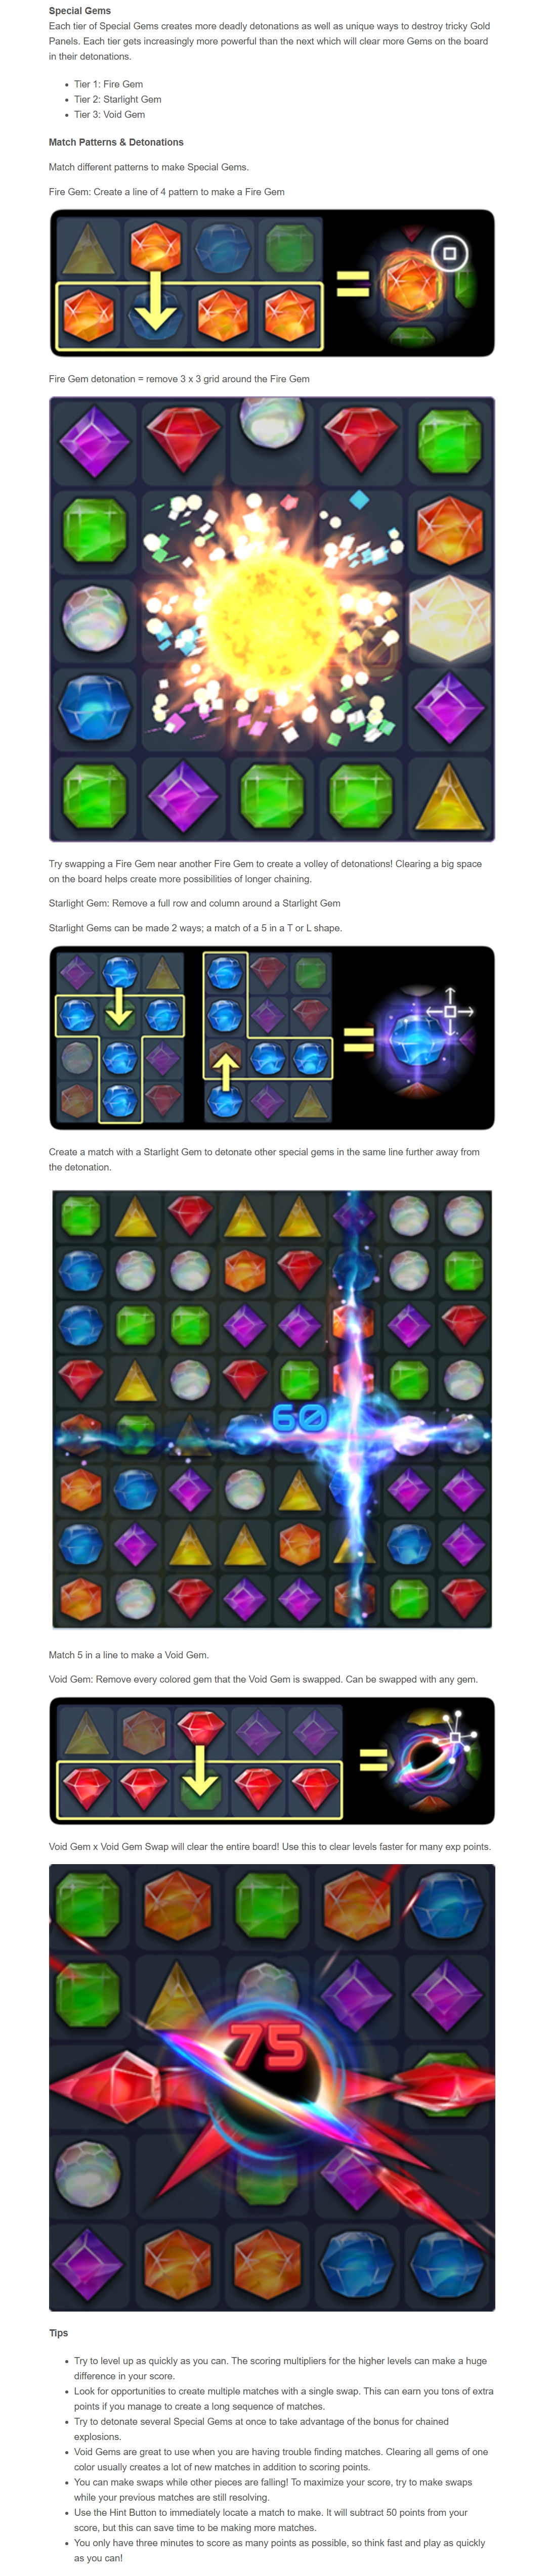 Special Gems
Each tier of Special Gems creates more deadly detonations as well as unique ways to destroy tricky Gold
Panels. Each tier gets increasingly more powerful than the next which will clear more Gems on the board
in their detonations.
• Tier 1: Fire Gem
• Tier 2: Starlight Gem
• Tier 3: Void Gem
Match Patterns & Detonations
Match different patterns to make Special Gems.
Fire Gem: Create a line of 4 pattern to make a Fire Gem
=
Fire Gem detonation = remove 3 x 3 grid around the Fire Gem
Try swapping a Fire Gem near another Fire Gem to create a volley of detonations! Clearing a big space
on the board helps create more possibilities of longer chaining.
Starlight Gem: Remove a full row and column around a Starlight Gem
Starlight Gems can be made 2 ways; a match of a 5 in a T or L shape.
=
Create a match with a Starlight Gem to detonate other special gems in the same line further away from
the detonation.
60
Match 5 in a line to make a Void Gem.
Void Gem: Remove every colored gem that the Void Gem is swapped. Can be swapped with any gem.
=
Void Gem x Void Gem Swap will clear the entire board! Use this to clear levels faster for many exp points.
75
Tips
• Try to level up as quickly as you can. The scoring multipliers for the higher levels can make a huge
difference in your score.
• Look for opportunities to create multiple matches with a single swap. This can earn you tons of extra
points if you manage to create a long sequence of matches.
• Try to detonate several Special Gems at once to take advantage of the bonus for chained
explosions.
• Void Gems are great to use when you are having trouble finding matches. Clearing all gems of one
color usually creates a lot of new matches in addition to scoring points.
• You can make swaps while other pieces are falling! To maximize your score, try to make swaps
while your previous matches are still resolving.
• Use the Hint Button to immediately locate a match to make. It will subtract 50 points from your
score, but this can save time to be making more matches.
• You only have three minutes to score as many points as possible, so think fast and play as quickly
as you can!